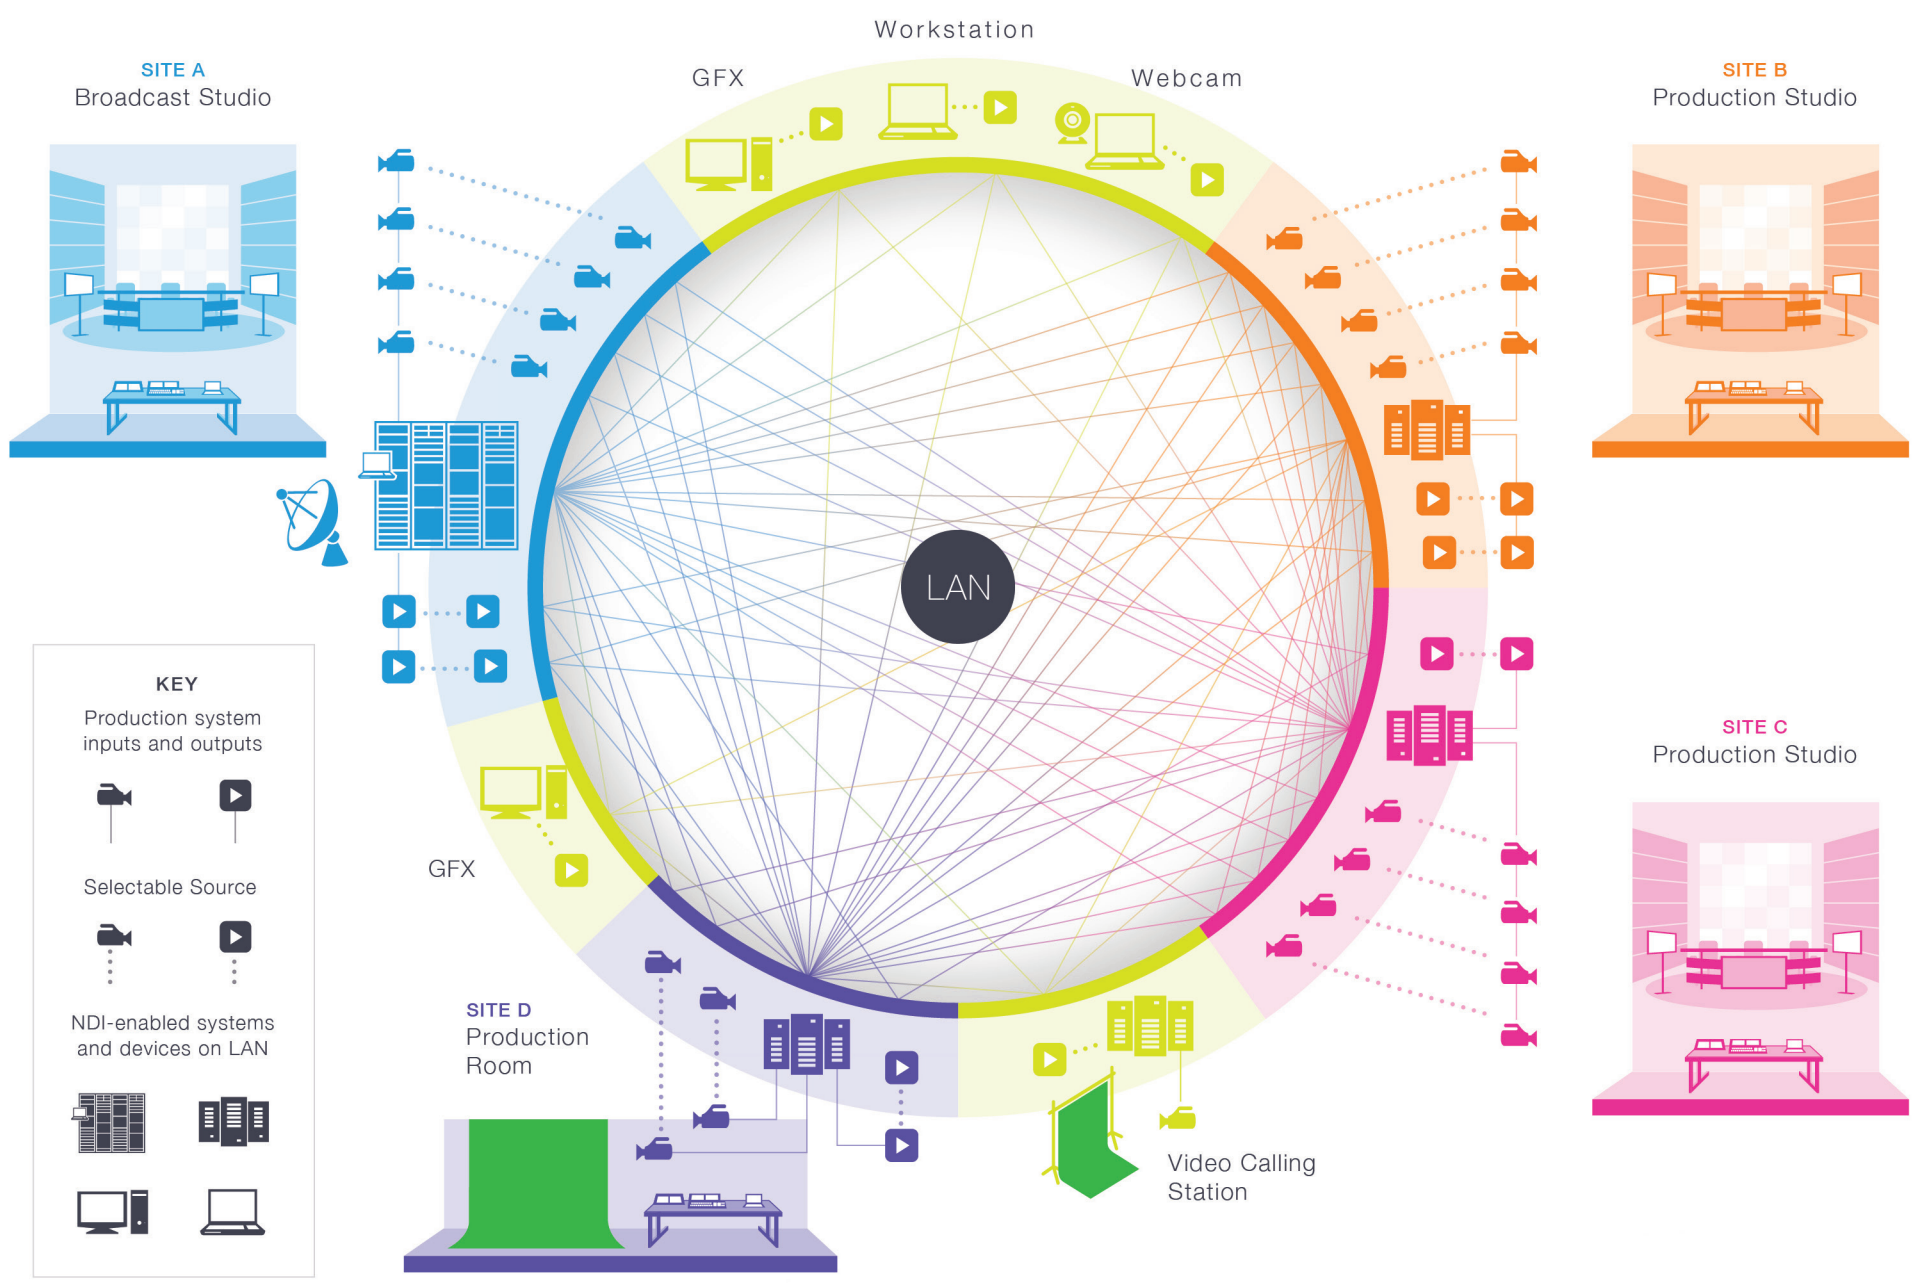 Workstation
GFX
Webcam
SITE A
Broadcast Studio
SITE B
Production Studio
LAN
KEY
Production system
inputs and outputs
Selectable Source
NDI-enabled systems
and devices on LAN
GFX
SITE C
Production Studio
SITE D
Production
Room
Video Calling
Station